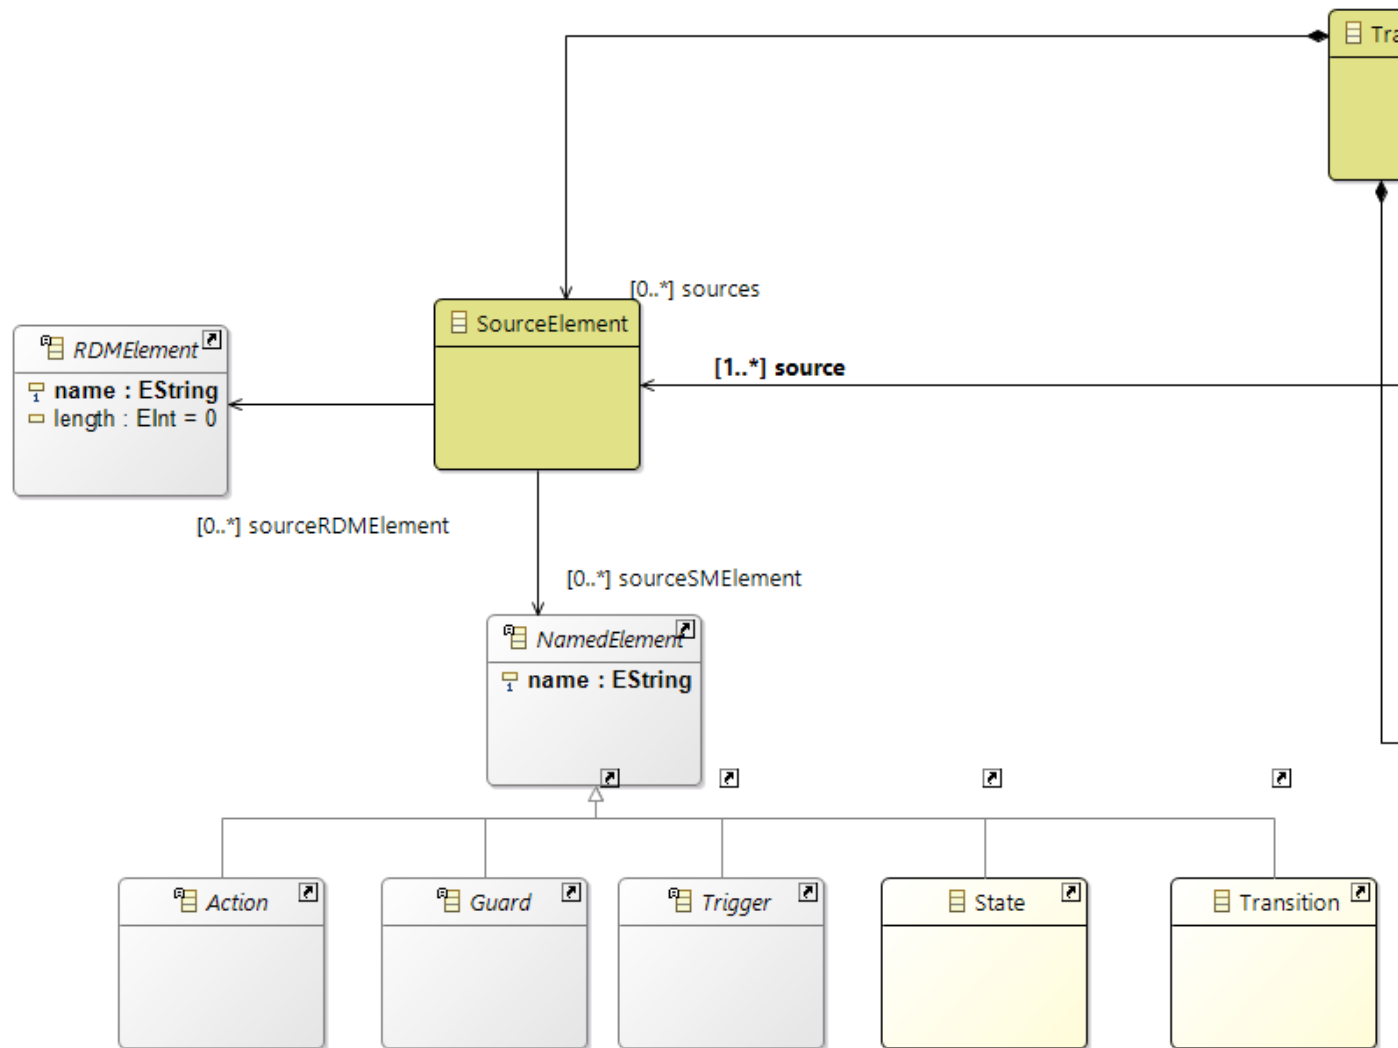 [0..*] sources
SourceElement
RDMElement
name : EString
length : EInt = 0
[1..*] source
[0..*] sourceRDMElement
[0..*] sourceSMElement
NamedElement
name : EString
Action
Guard
Trigger
State
Transition